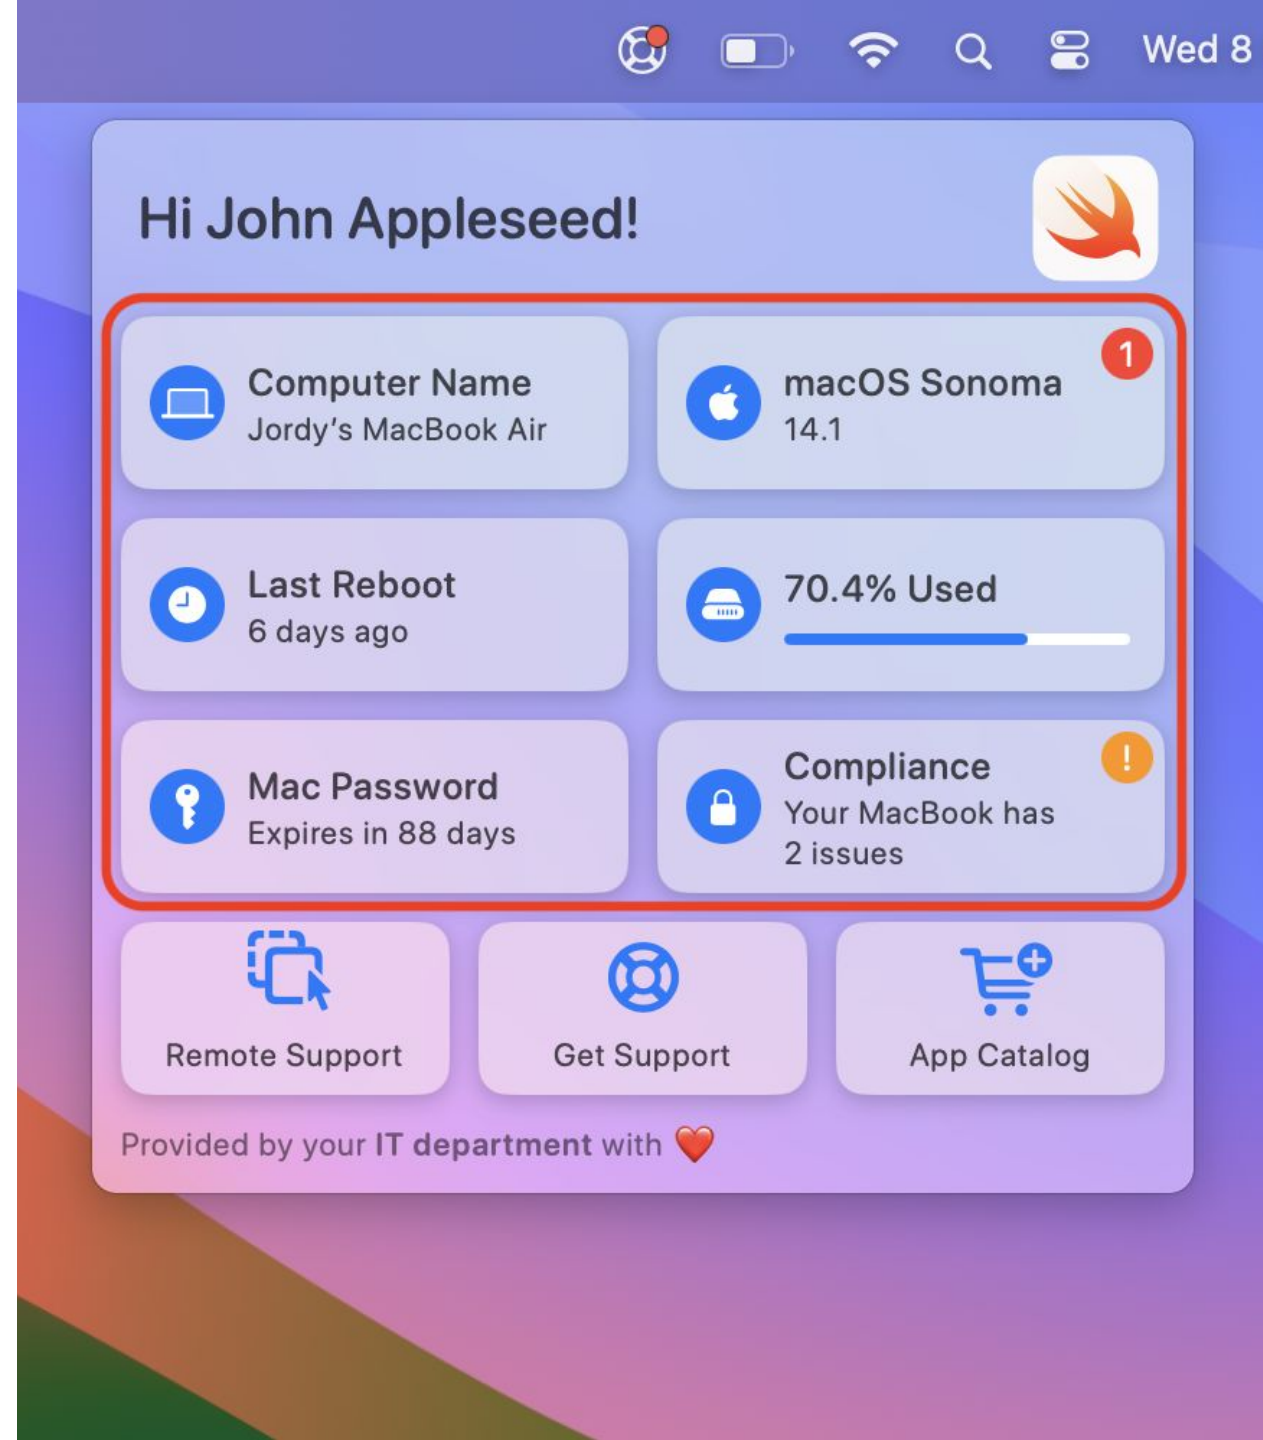 Wed 8
Hi John Appleseed!
Computer Name
Jordy's MacBook Air
macOS Sonoma
14.1
1
Last Reboot
6 days ago
70.4% Used
Mac Password
Expires in 88 days
Compliance
Your MacBook has
2 issues
!
Remote Support
Get Support
App Catalog
Provided by your IT department with ❤️